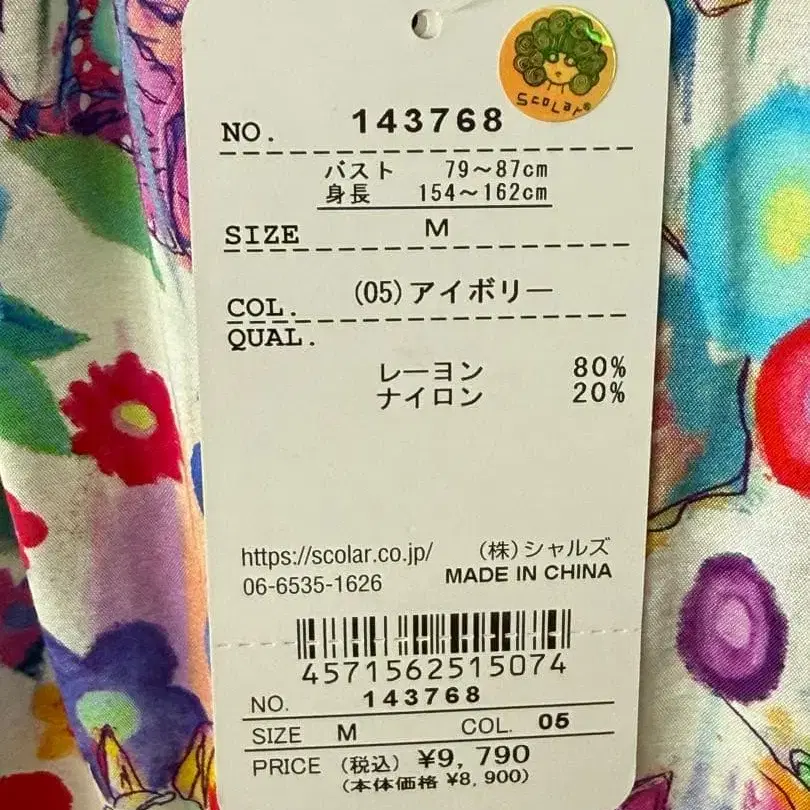 ScoLar®
NO. 143768
バスト 79～87cm
身長 154～162cm
SIZE M
COL. (05)アイボリー
QUAL.
レーヨン 80%
ナイロン 20%
https://scolar.co.jp/ (株)シャルズ
06-6535-1626 MADE IN CHINA
4571562515074
NO. 143768
SIZE M COL. 05
PRICE (税込) ¥9,790
(本体価格 ¥8,900)